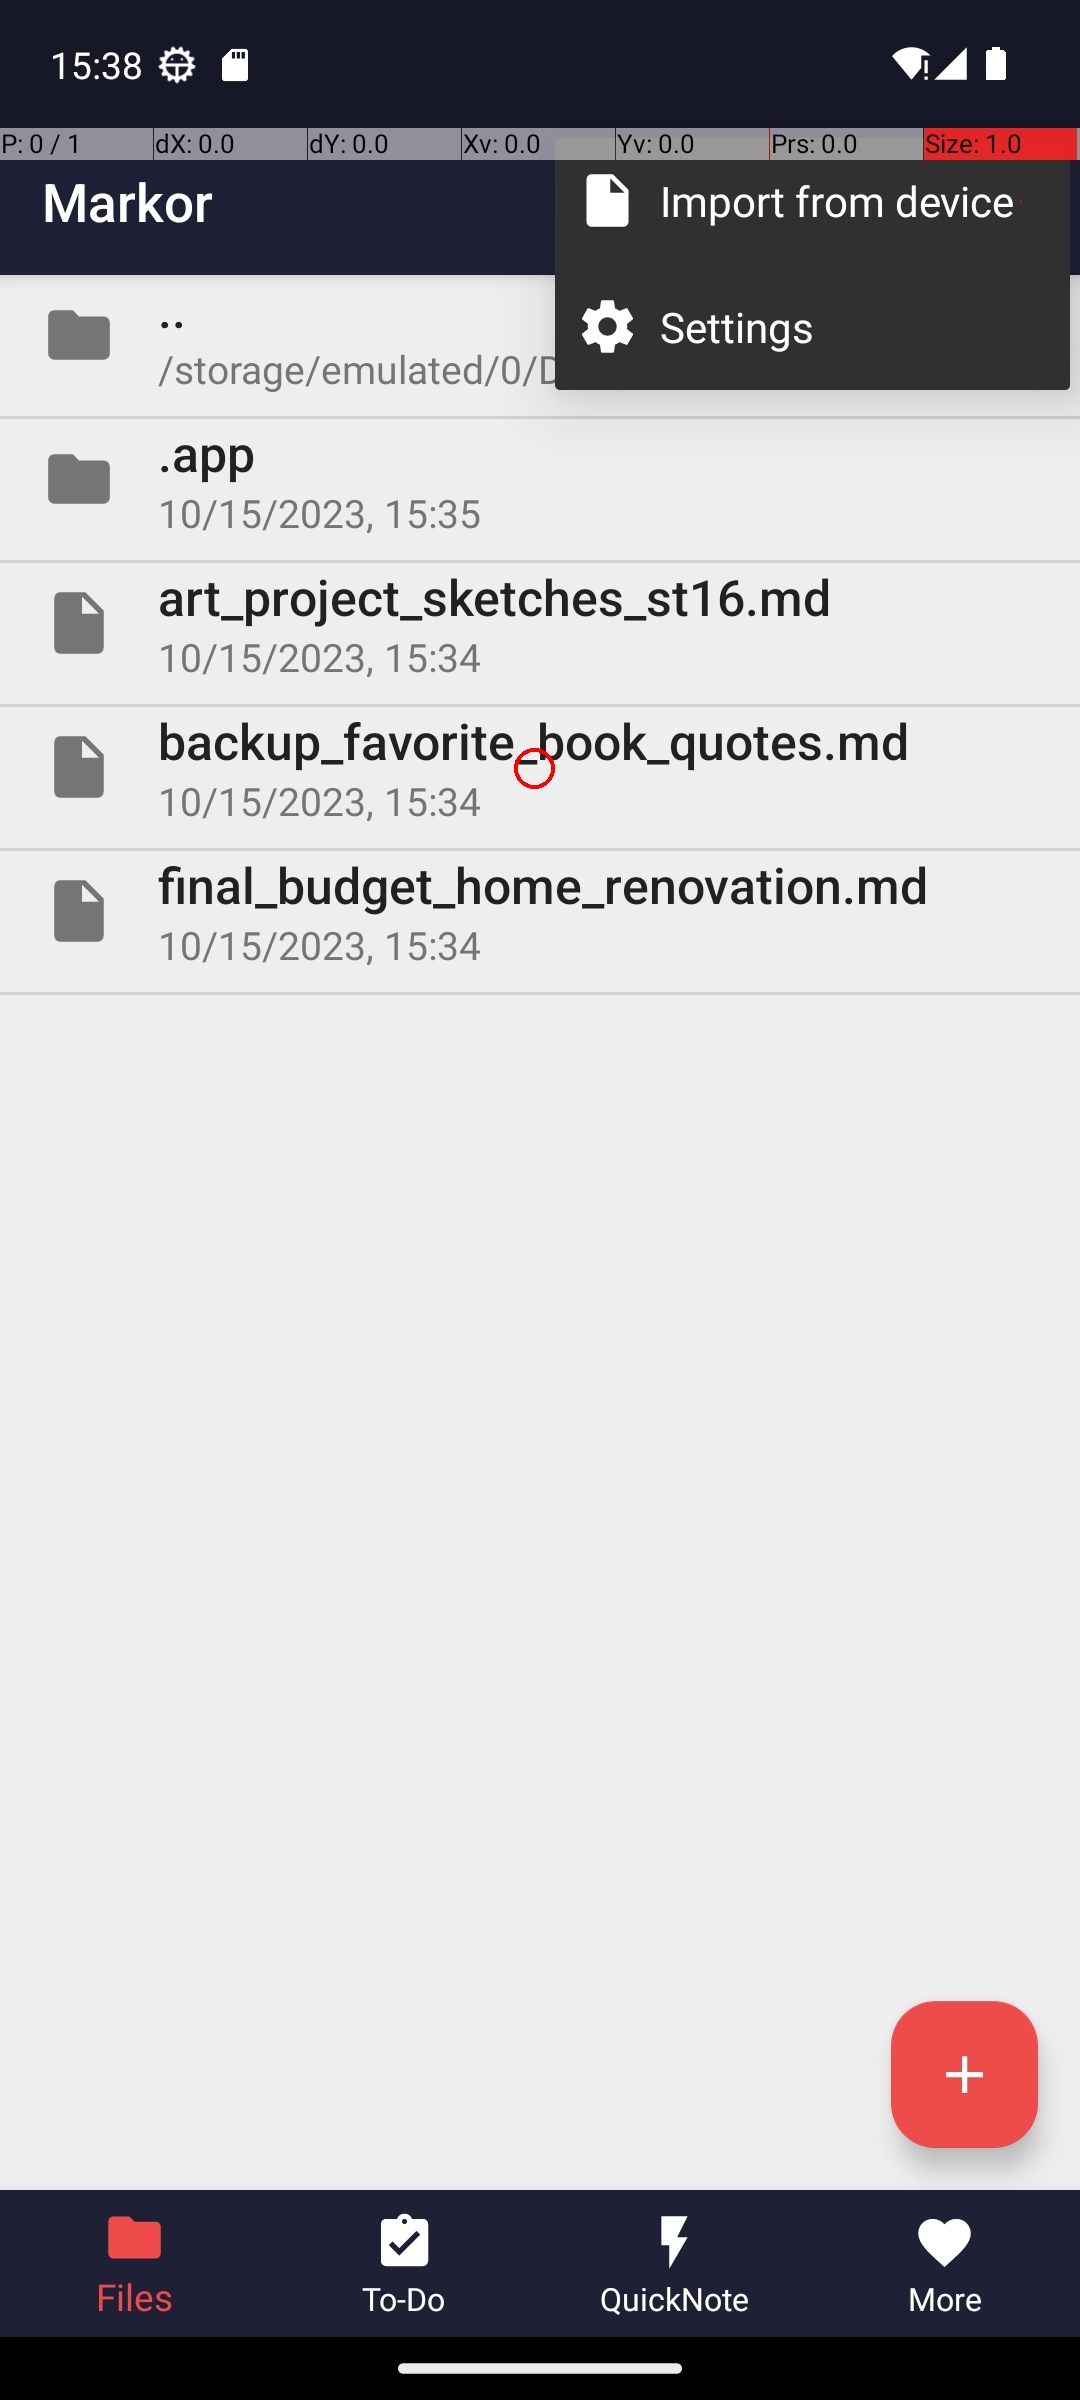 15:38
P: 0 / 1 dX: 0.0 dY: 0.0 Xv: 0.0 Yv: 0.0 Prs: 0.0 Size: 1.0
Markor
Import from device
Settings
..
/storage/emulated/0/D
.app
10/15/2023, 15:35
art_project_sketches_st16.md
10/15/2023, 15:34
backup_favorite_book_quotes.md
10/15/2023, 15:34
final_budget_home_renovation.md
10/15/2023, 15:34
Files To-Do QuickNote More